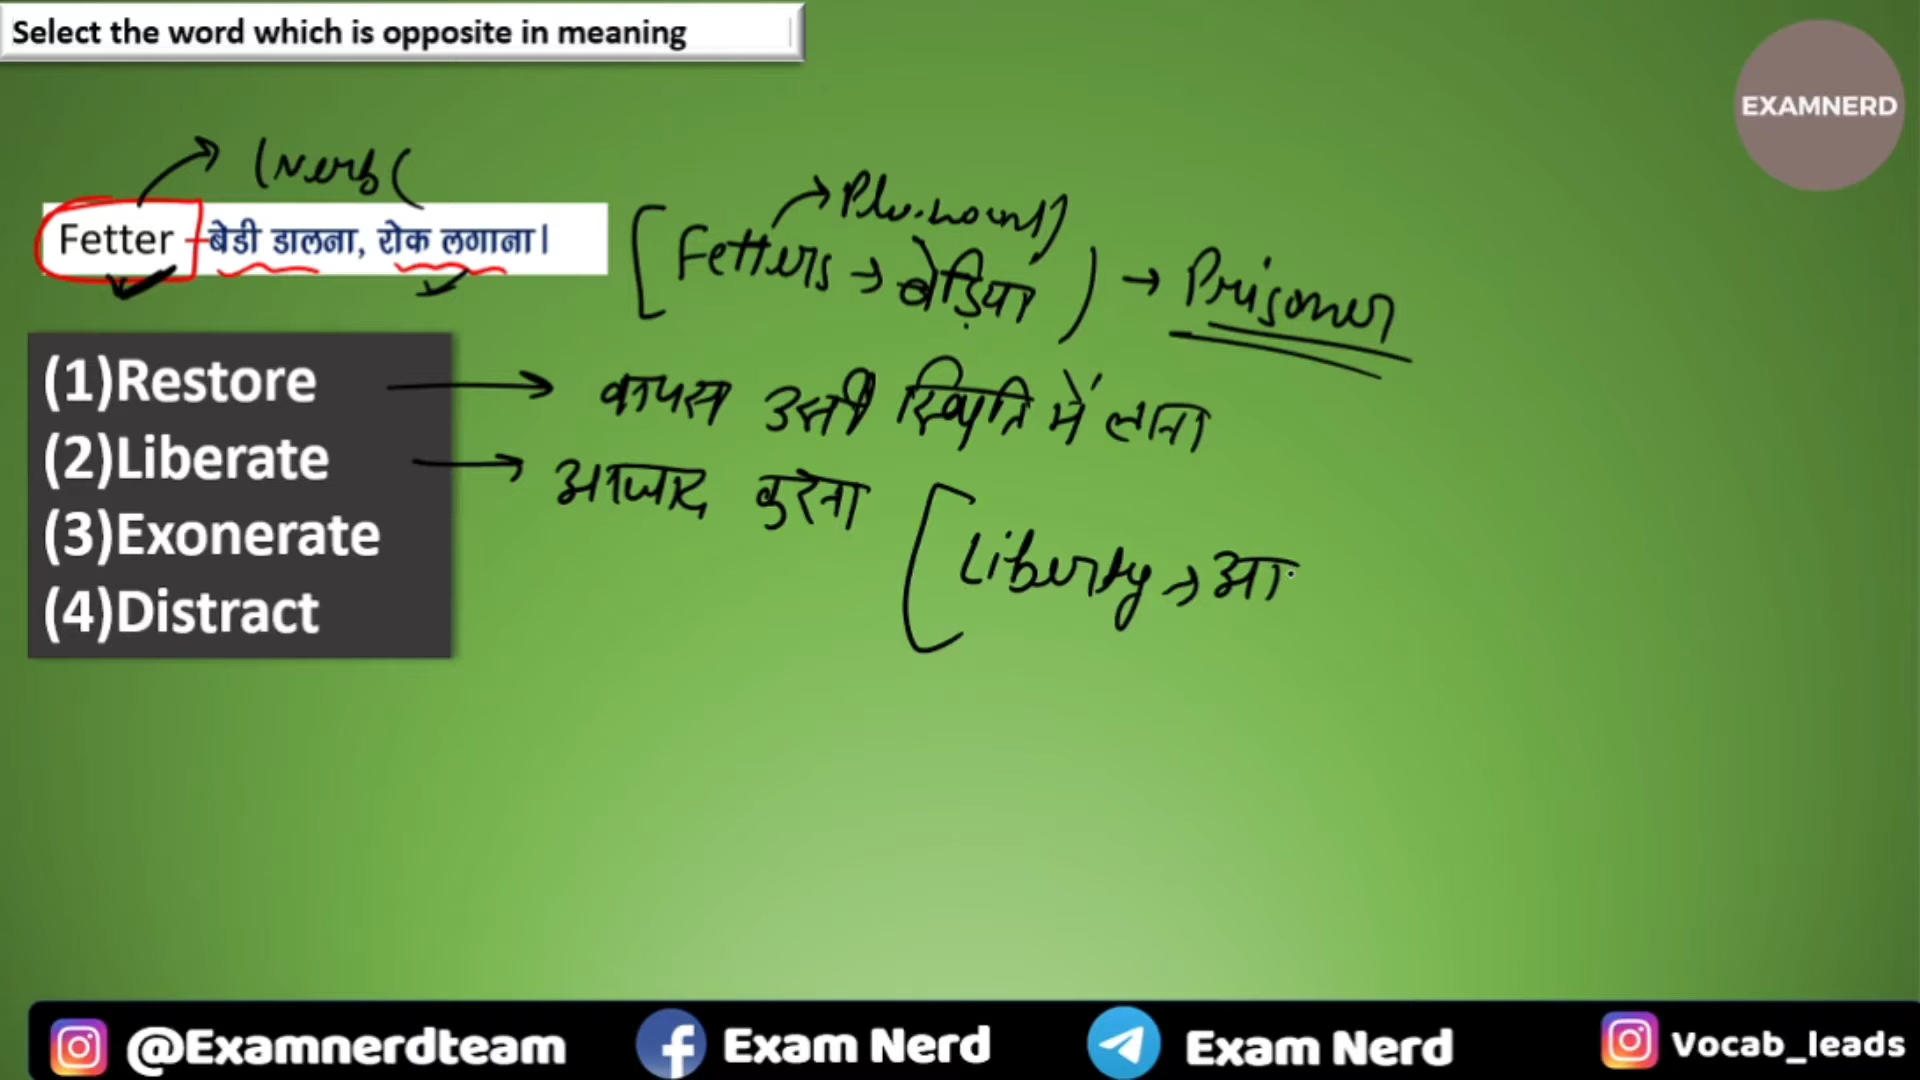 Select the word which is opposite in meaning
EXAMNERD
(Verb(
Fetter - बेडी डालना, रोक लगाना।
[Fetters → बेड़िया) → Prisoner
Plu. noun)
(1)Restore → वापस उसी स्थिति में लाना
(2)Liberate → आजाद करना
[Liberty → आ
(3)Exonerate
(4)Distract
@Examnerdteam
Exam Nerd
Exam Nerd
Vocab_leads